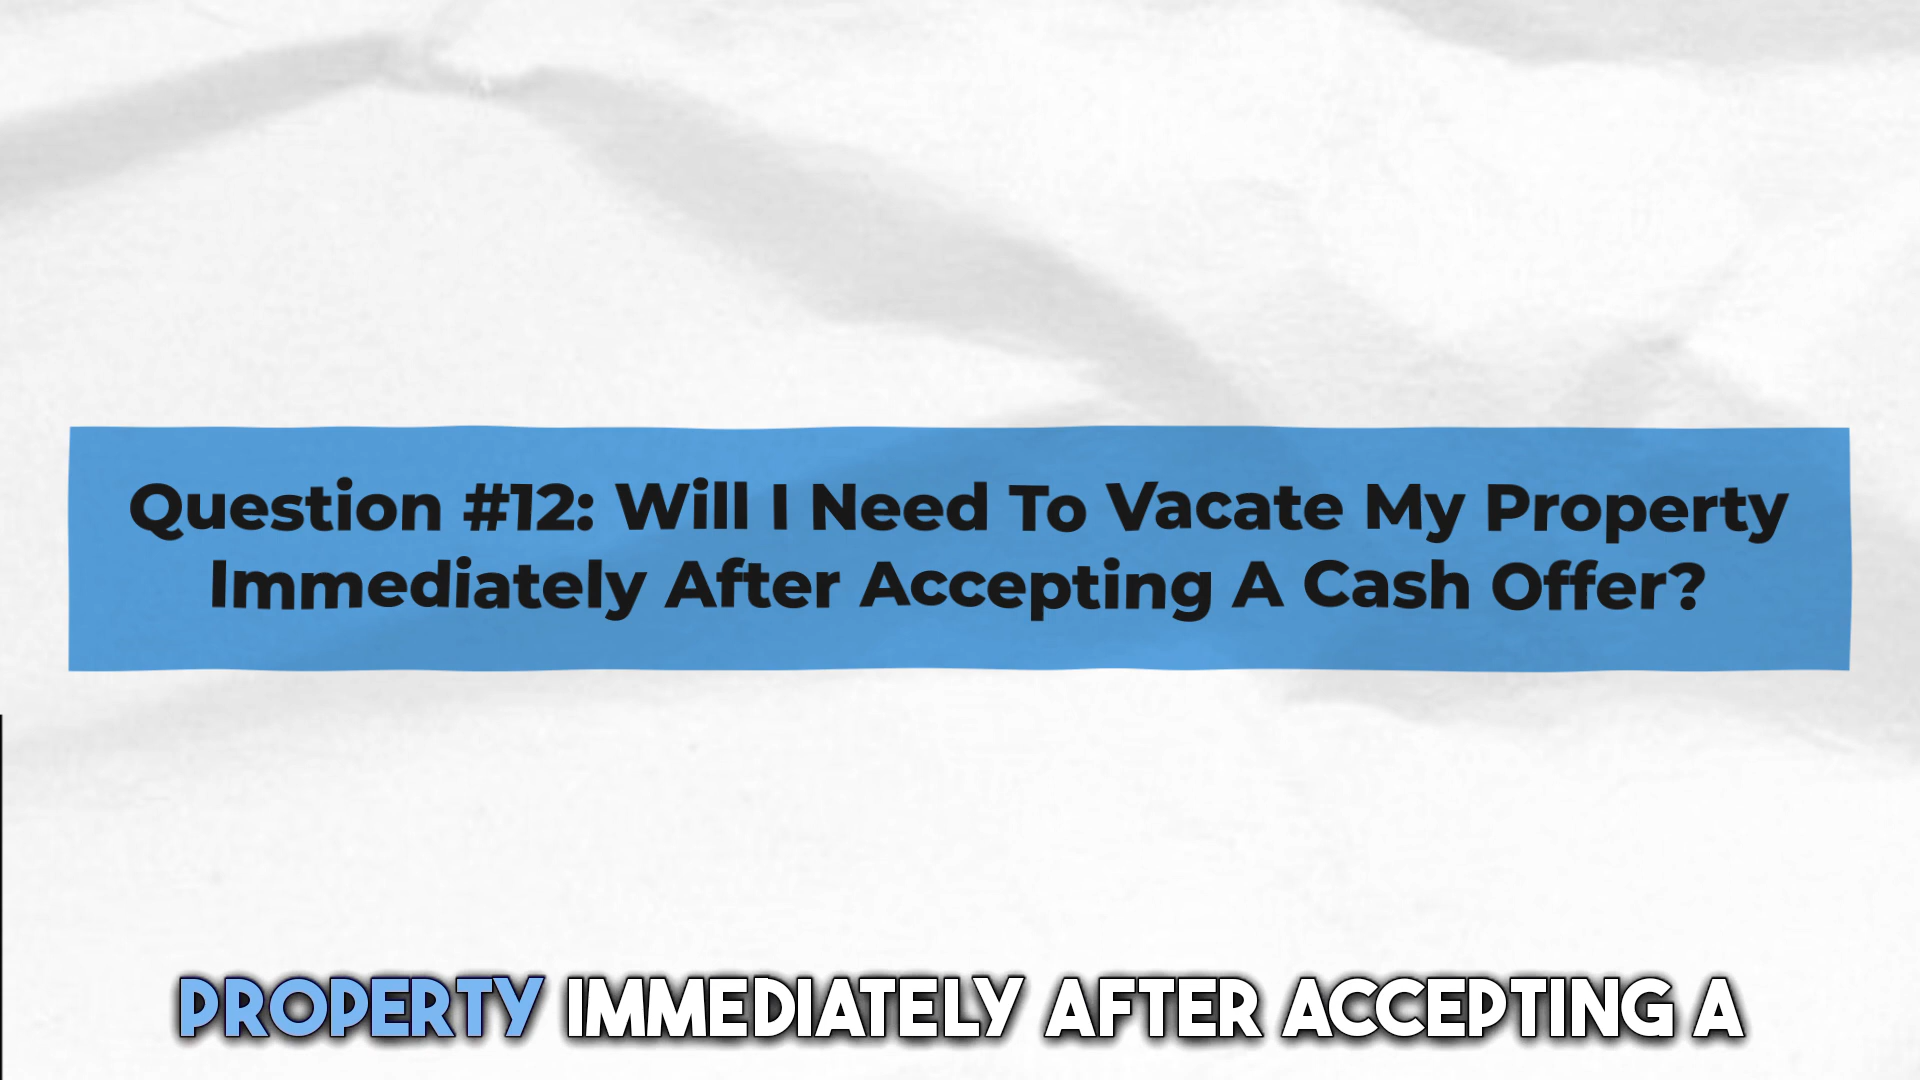 Question #12: Will I Need To Vacate My Property
Immediately After Accepting A Cash Offer?
PROPERTY IMMEDIATELY AFTER ACCEPTING A